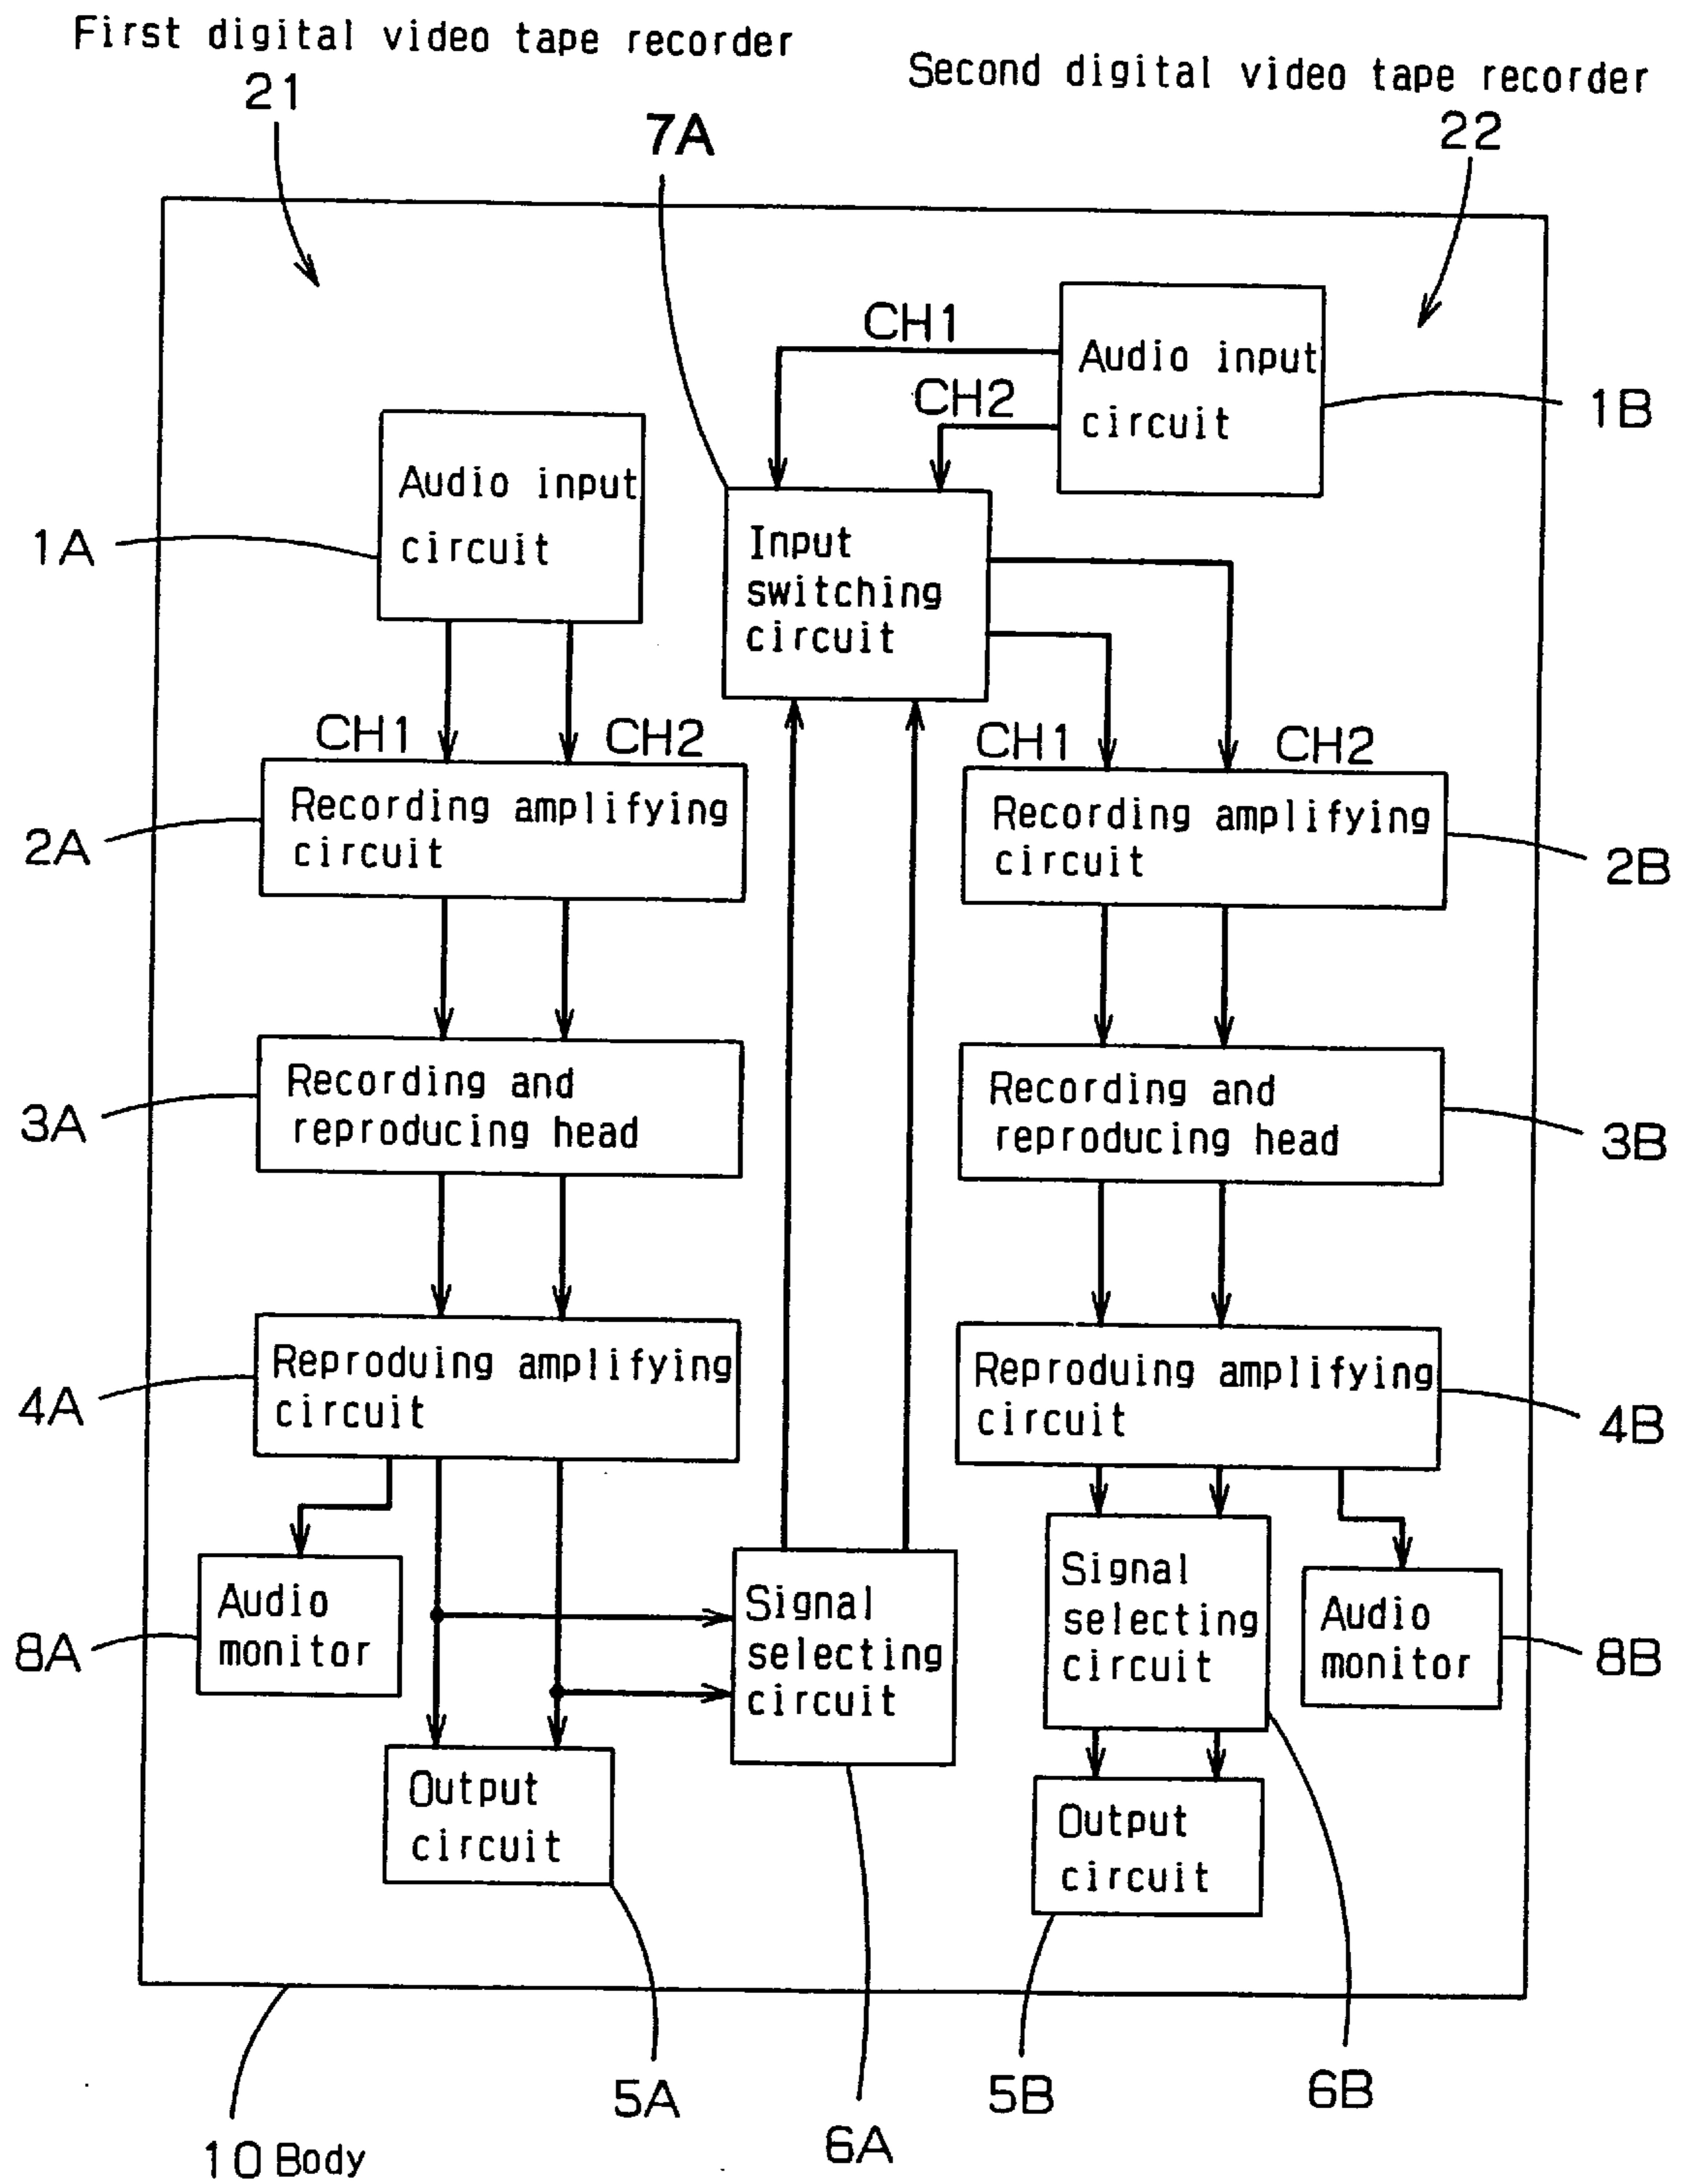 First digital video tape recorder
21
Second digital video tape recorder
22
7A
CH1
CH2
Audio input
circuit
1B
Audio input
circuit
1A
Input
switching
circuit
CH1
CH2
CH1
CH2
Recording amplifying
circuit
2A
Recording amplifying
circuit
2B
Recording and
reproducing head
3A
Recording and
reproducing head
3B
Reproduing amplifying
circuit
4A
Reproduing amplifying
circuit
4B
Audio
monitor
8A
Signal
selecting
circuit
Signal
selecting
circuit
Audio
monitor
8B
Output
circuit
Output
circuit
5A
5B
6B
6A
10 Body